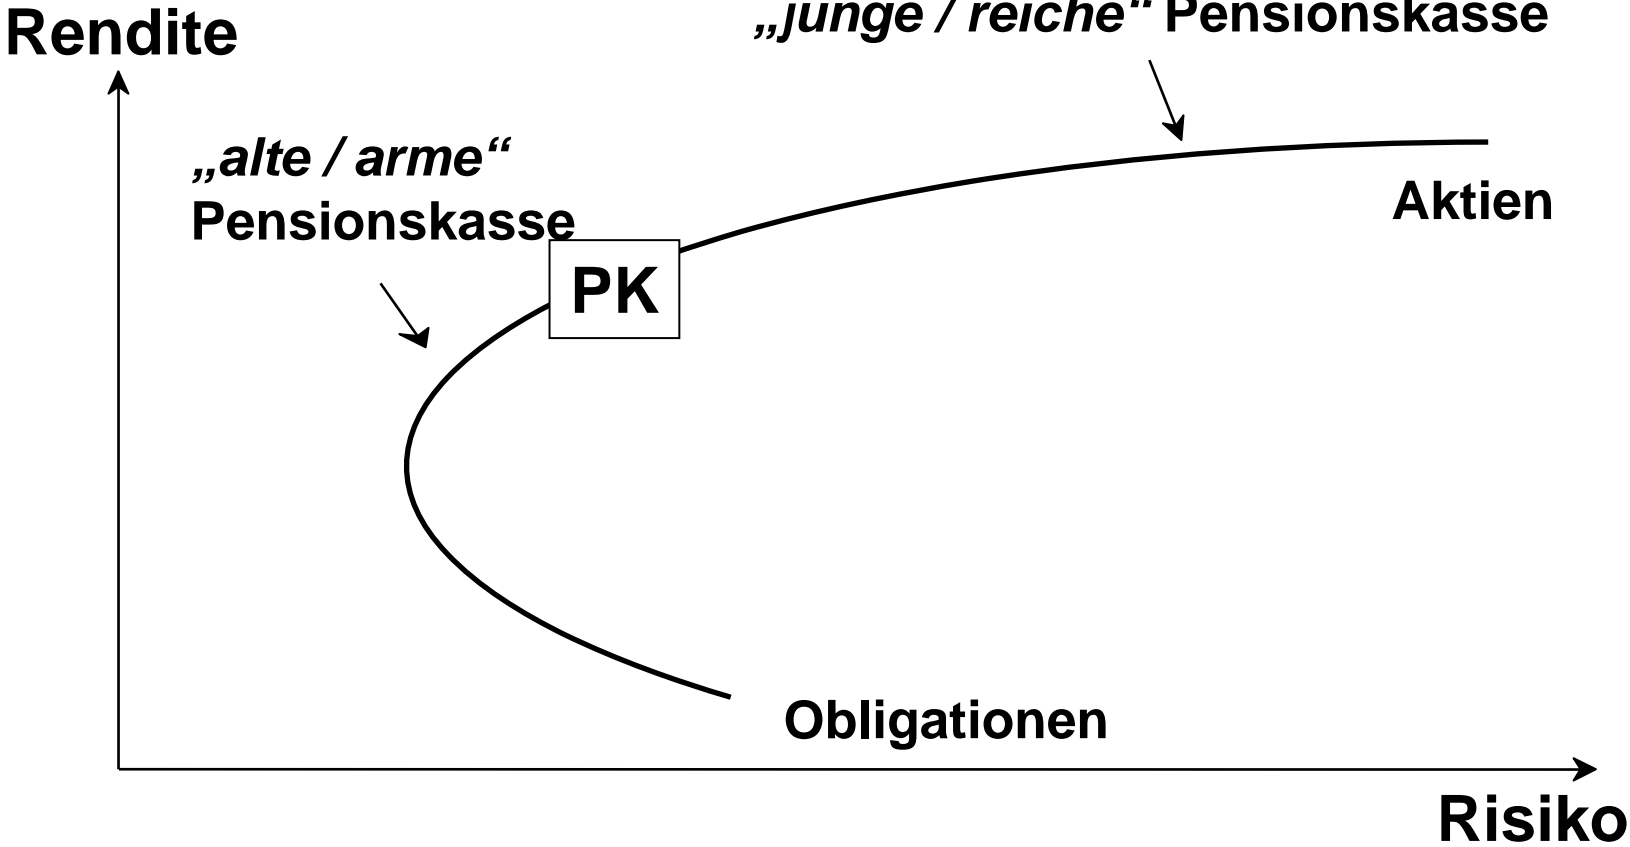 „junge / reiche“ Pensionskasse
Rendite
„alte / arme“
Pensionskasse
PK
Aktien
Obligationen
Risiko